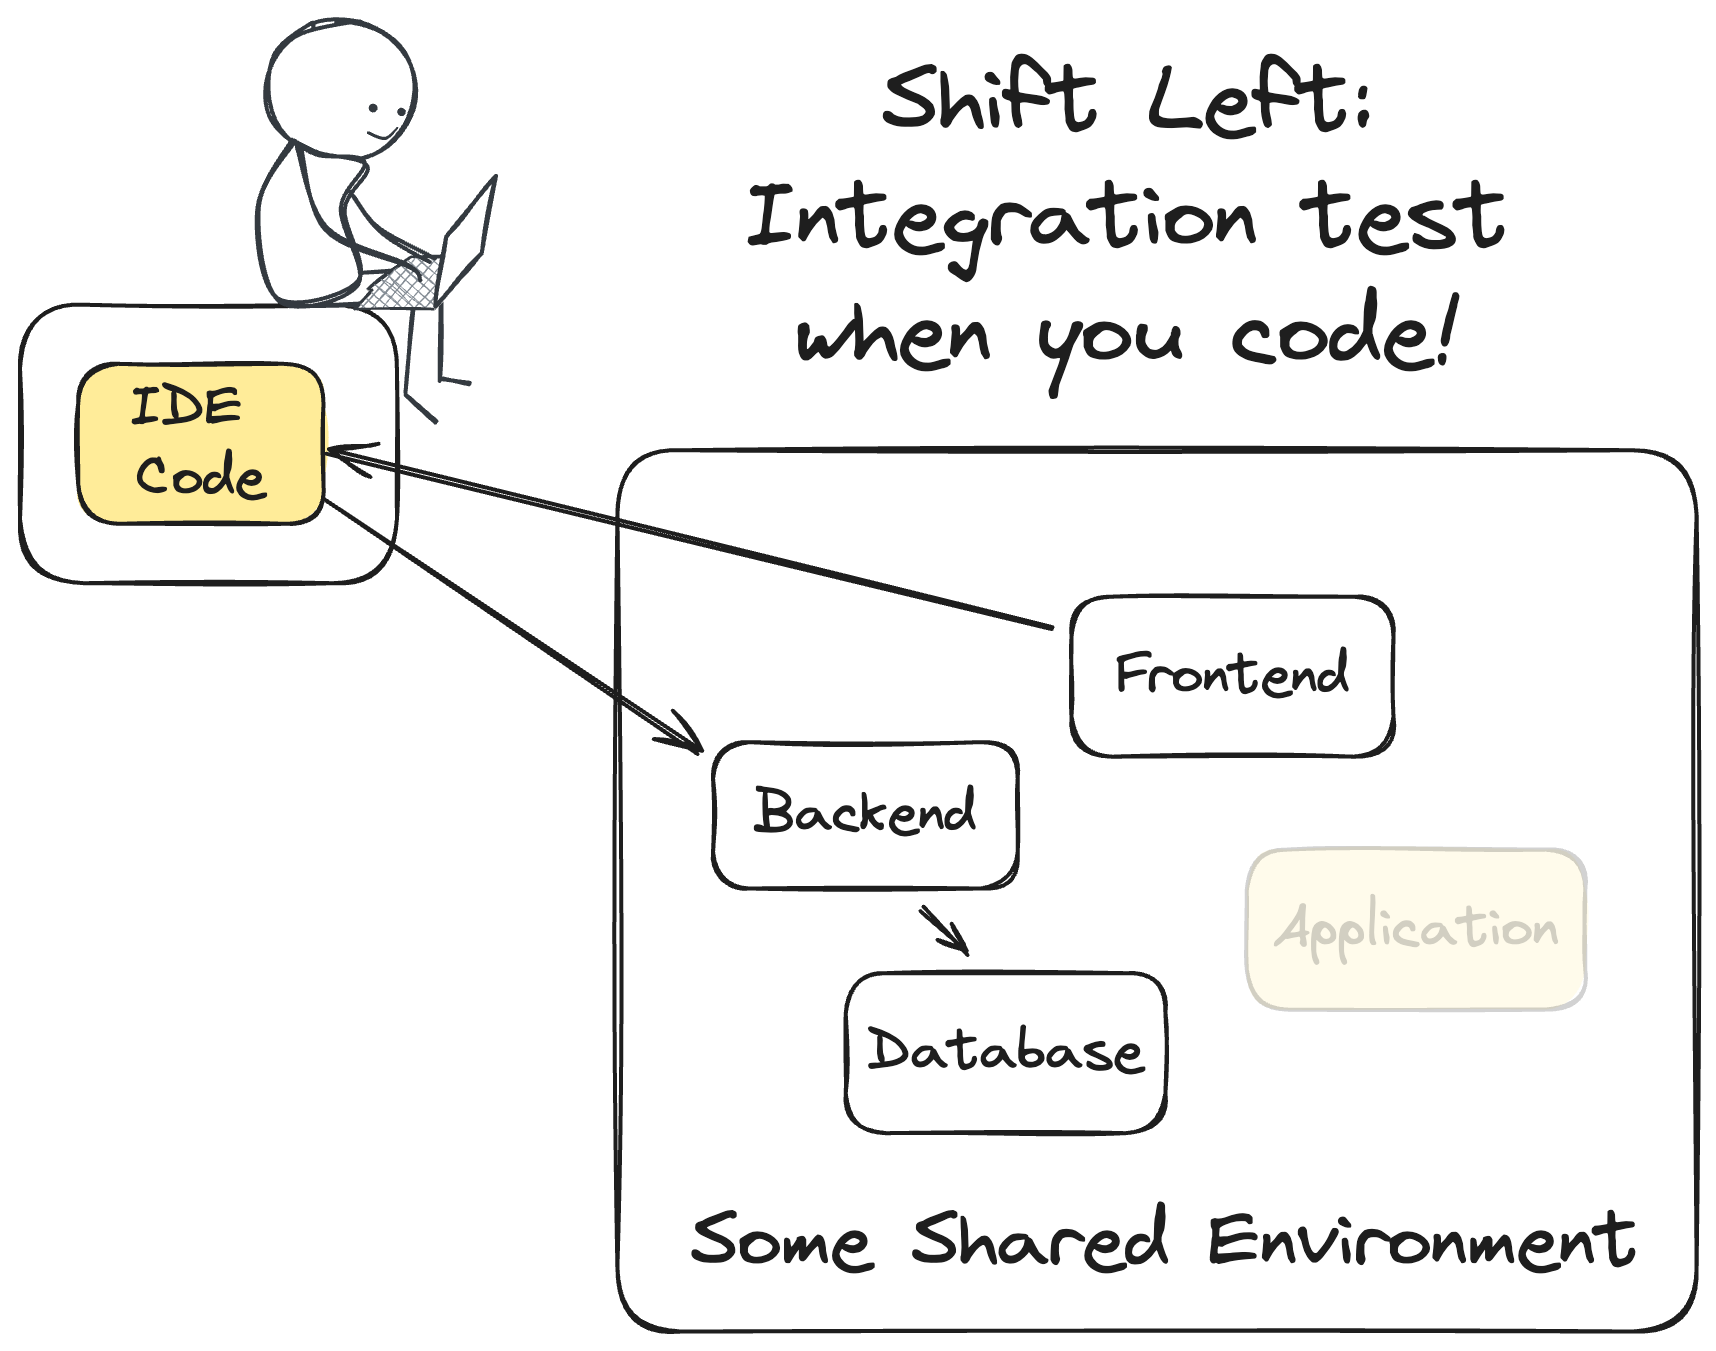 Shift Left:
Integration test
when you code!
IDE
Code
Frontend
Backend
Application
Database
Some Shared Environment